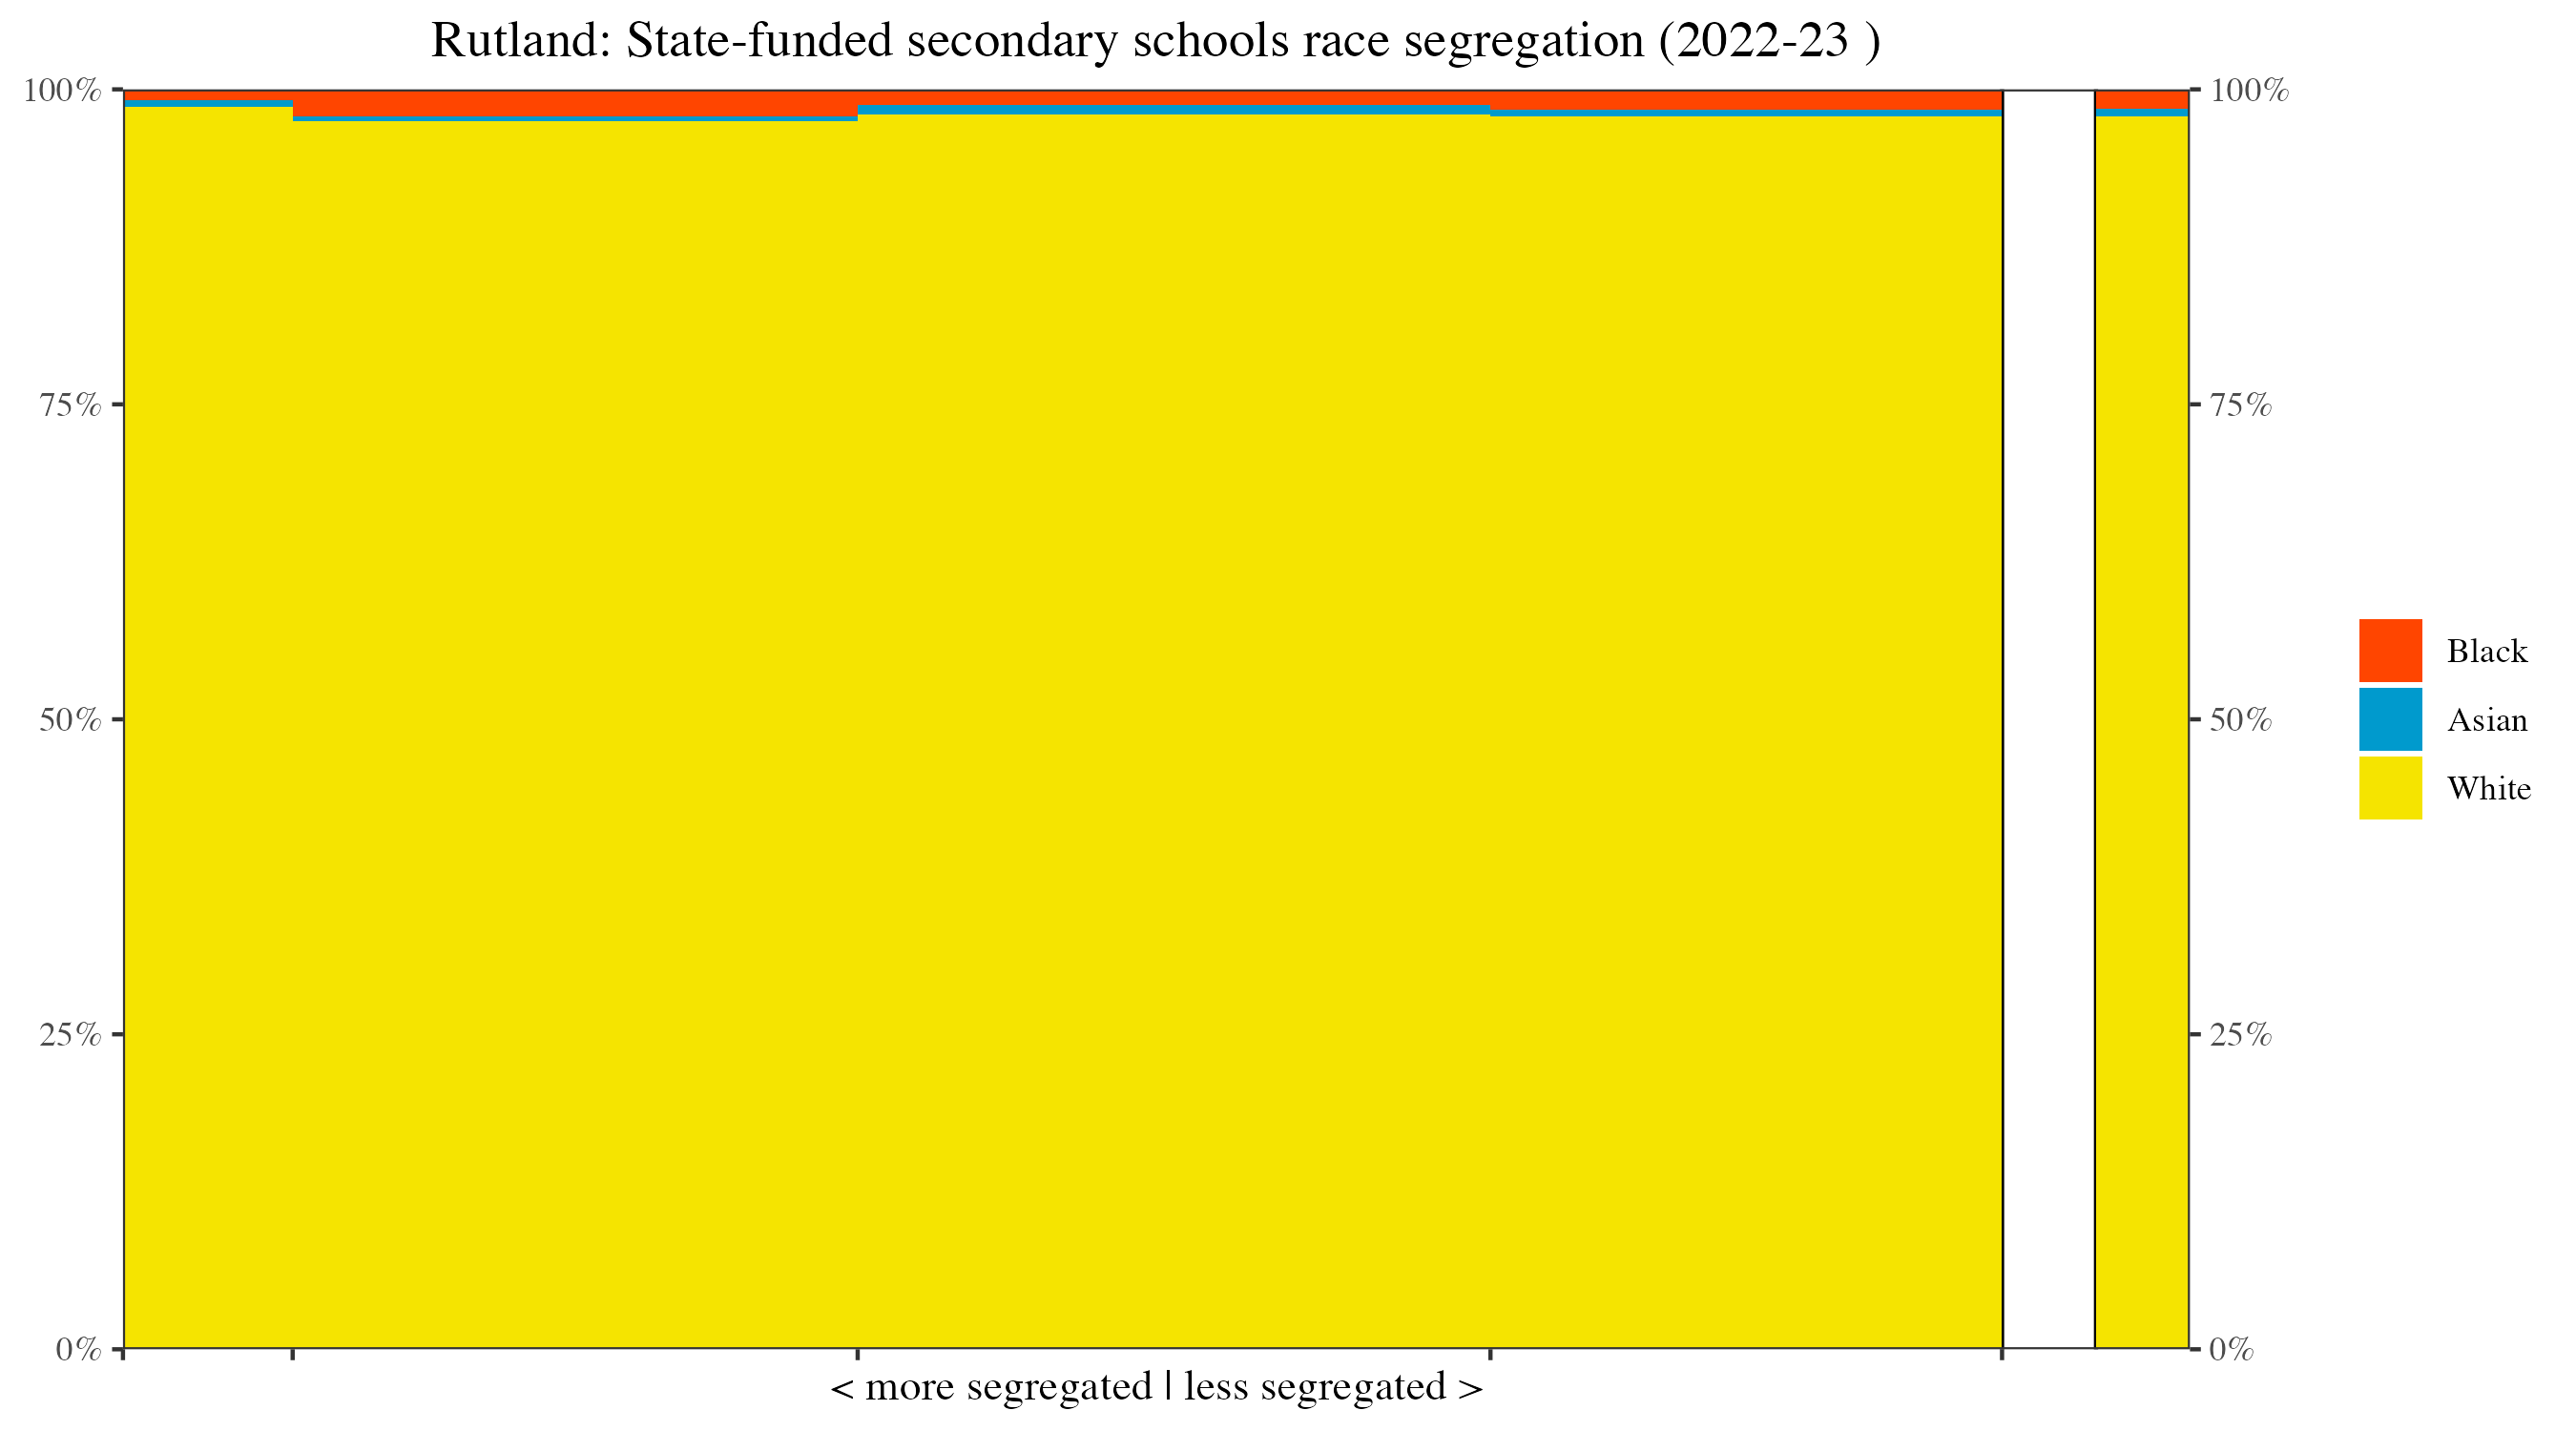 Rutland: State-funded secondary schools race segregation (2022-23 )
100%
75%
50%
25%
0%
100%
75%
50%
25%
0%
Black
Asian
White
< more segregated | less segregated >